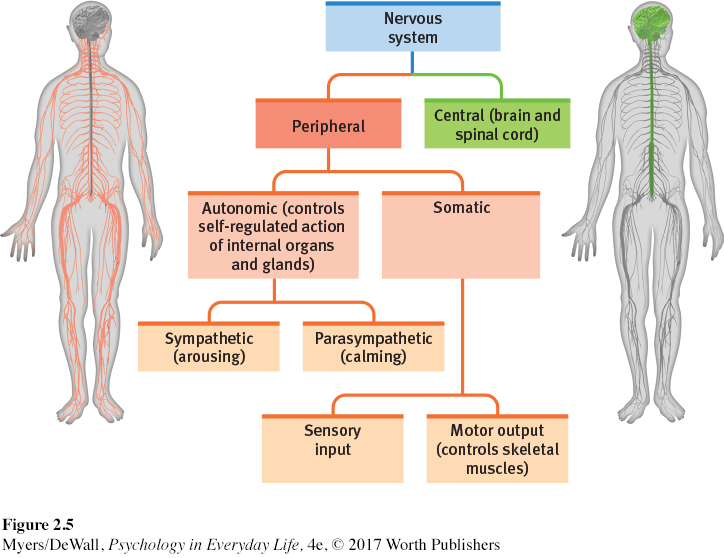 Nervous
system
Peripheral
Central (brain and
spinal cord)
Autonomic (controls
self-regulated action
of internal organs
and glands)
Somatic
Sympathetic
(arousing)
Parasympathetic
(calming)
Sensory
input
Motor output
(controls skeletal
muscles)
Figure 2.5
Myers/DeWall, Psychology in Everyday Life, 4e, © 2017 Worth Publishers